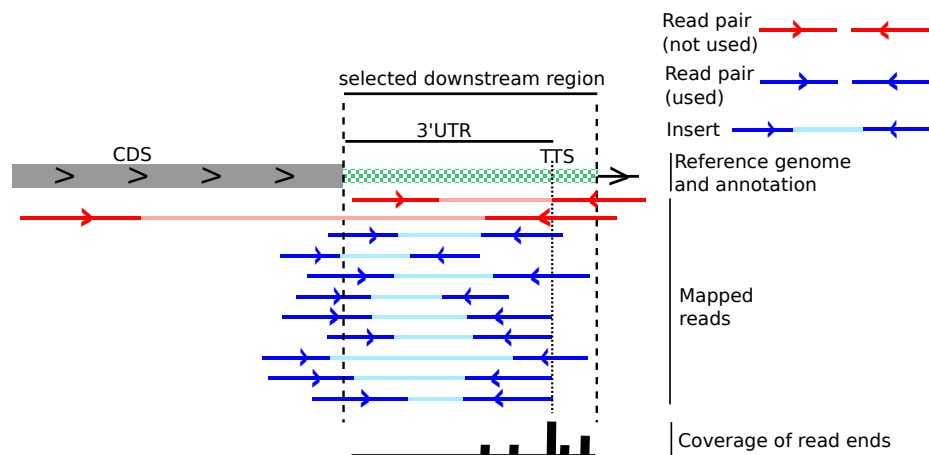 Read pair
(not used)
selected downstream region
Read pair
(used)
3'UTR
Insert
CDS
TTS
Reference genome
and annotation
Mapped
reads
Coverage of read ends